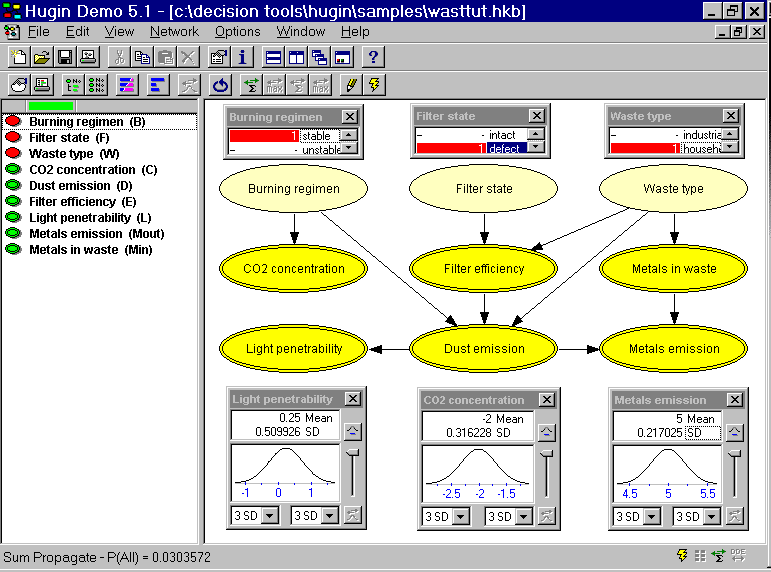 Hugin Demo 5.1 - [c:\decision tools\hugin\samples\wasttut.hkb]
File Edit View Network Options Window Help
max max
Burning regimen (B)
Filter state (F)
Waste type (W)
CO2 concentration (C)
Dust emission (D)
Filter efficiency (E)
Light penetrability (L)
Metals emission (Mout)
Metals in waste (Min)
Burning regimen
1 stable
- unstable
Filter state
- intact
1 defect
Waste type
- industria
1 househo
Burning regimen
Filter state
Waste type
CO2 concentration
Filter efficiency
Metals in waste
Light penetrability
Dust emission
Metals emission
Light penetrability
0.25 Mean
0.509926 SD
-1 0 1
3 SD 3 SD
CO2 concentration
-2 Mean
0.316228 SD
-2.5 -2 -1.5
3 SD 3 SD
Metals emission
5 Mean
0.217025 SD
4.5 5 5.5
3 SD 3 SD
Sum Propagate - P(All) = 0.0303572
DDE